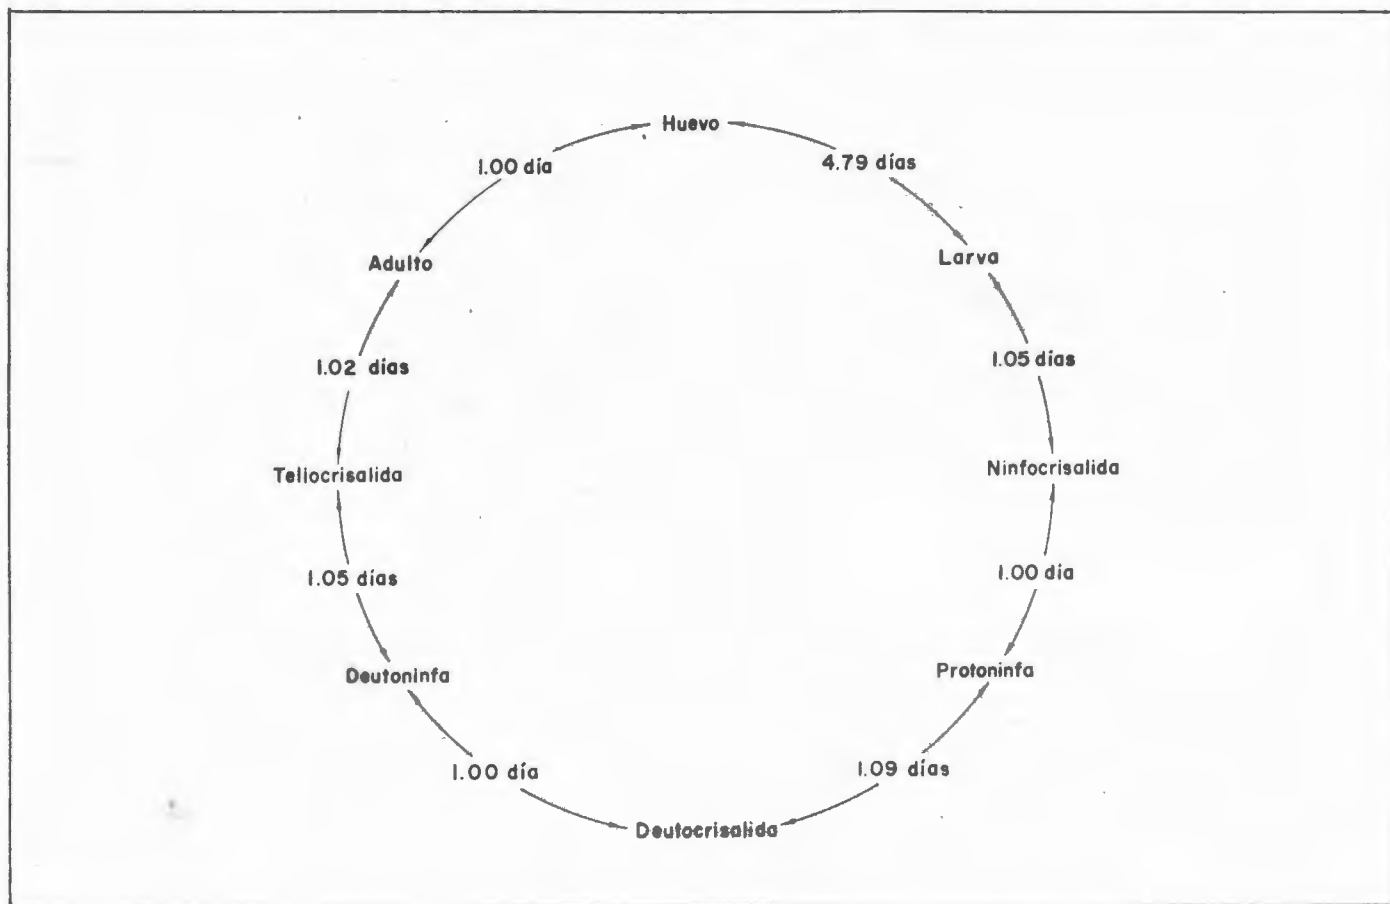 Huevo
1.00 día
4.79 días
Adulto
Larva
1.02 días
1.05 días
Teliocrisalida
Ninfocrisalida
1.05 días
1.00 día
Deutoninfa
Protoninfa
1.00 día
1.09 días
Deutocrisalida